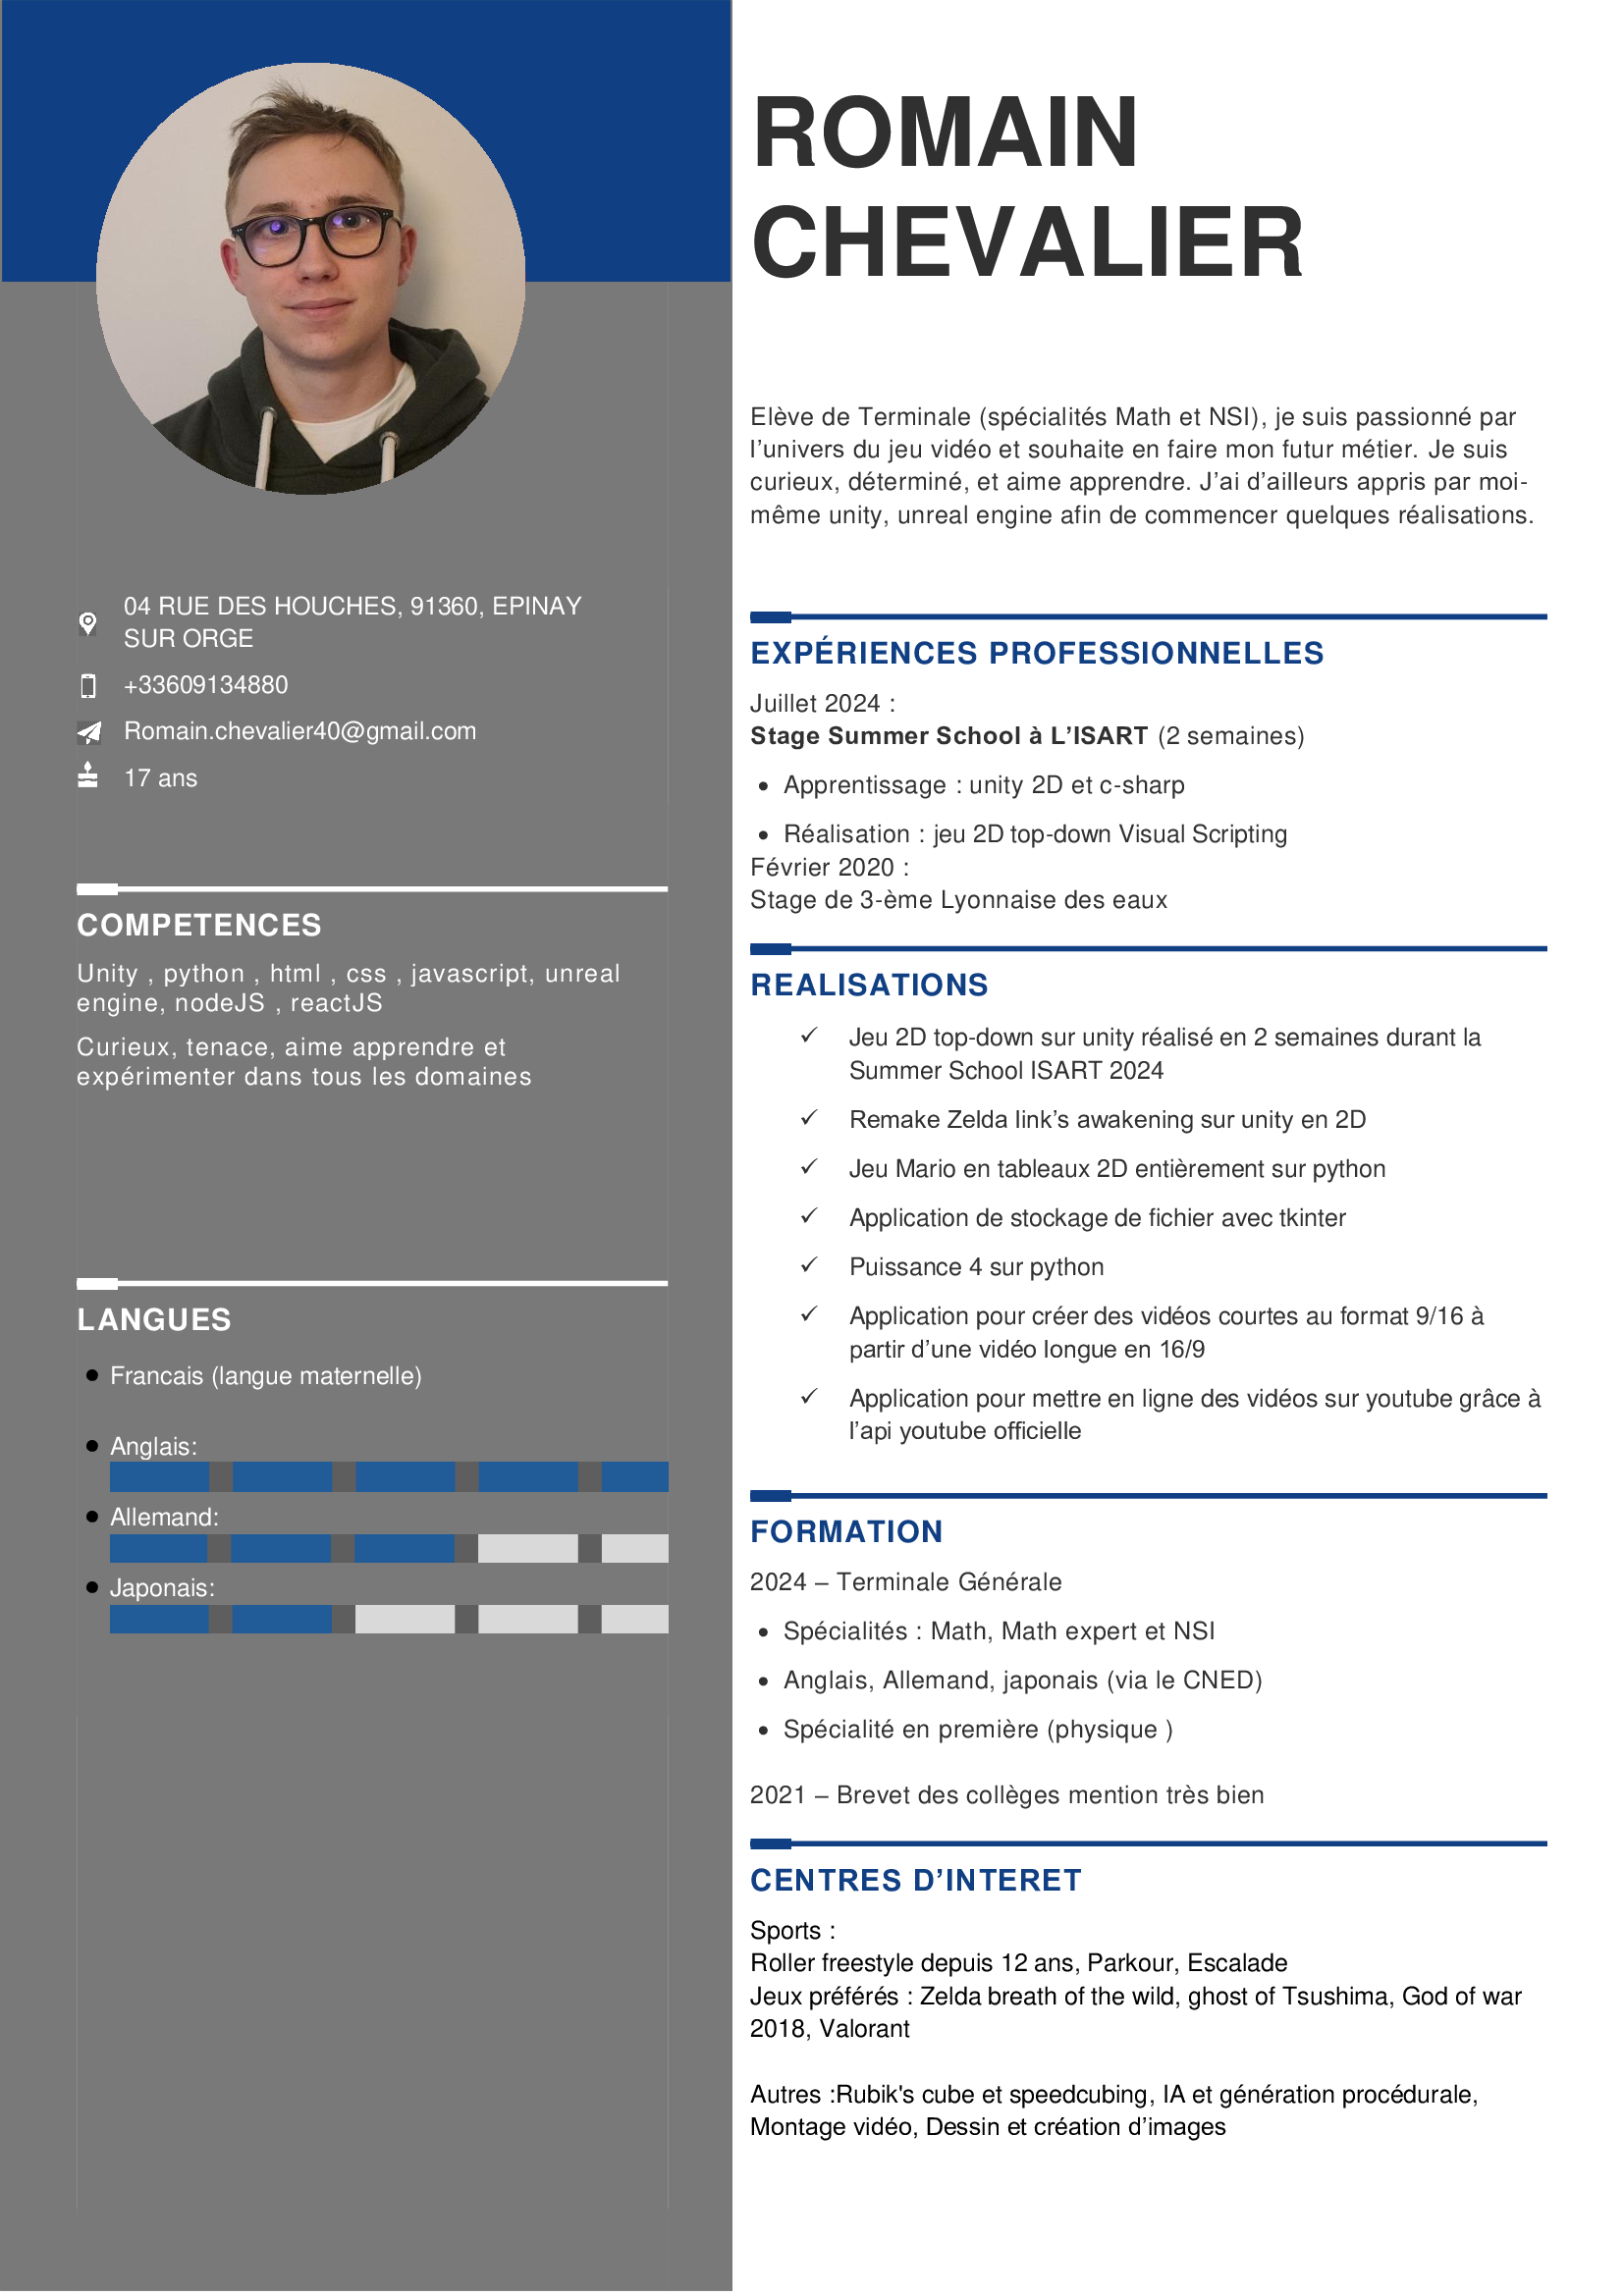 ROMAIN
CHEVALIER
Elève de Terminale (spécialités Math et NSI), je suis passionné par
l’univers du jeu vidéo et souhaite en faire mon futur métier. Je suis
curieux, déterminé, et aime apprendre. J’ai d’ailleurs appris par moi-
même unity, unreal engine afin de commencer quelques réalisations.
04 RUE DES HOUCHES, 91360, EPINAY
SUR ORGE
+33609134880
Romain.chevalier40@gmail.com
17 ans
COMPETENCES
Unity , python , html , css , javascript, unreal
engine, nodeJS , reactJS
Curieux, tenace, aime apprendre et
expérimenter dans tous les domaines
LANGUES
Francais (langue maternelle)
Anglais:
Allemand:
Japonais:
EXPÉRIENCES PROFESSIONNELLES
Juillet 2024 :
Stage Summer School à L’ISART (2 semaines)
• Apprentissage : unity 2D et c-sharp
• Réalisation : jeu 2D top-down Visual Scripting
Février 2020 :
Stage de 3-ème Lyonnaise des eaux
REALISATIONS
✓ Jeu 2D top-down sur unity réalisé en 2 semaines durant la
Summer School ISART 2024
✓ Remake Zelda link’s awakening sur unity en 2D
✓ Jeu Mario en tableaux 2D entièrement sur python
✓ Application de stockage de fichier avec tkinter
✓ Puissance 4 sur python
✓ Application pour créer des vidéos courtes au format 9/16 à
partir d’une vidéo longue en 16/9
✓ Application pour mettre en ligne des vidéos sur youtube grâce à
l’api youtube officielle
FORMATION
2024 – Terminale Générale
• Spécialités : Math, Math expert et NSI
• Anglais, Allemand, japonais (via le CNED)
• Spécialité en première (physique )
2021 – Brevet des collèges mention très bien
CENTRES D’INTERET
Sports :
Roller freestyle depuis 12 ans, Parkour, Escalade
Jeux préférés : Zelda breath of the wild, ghost of Tsushima, God of war
2018, Valorant
Autres :Rubik's cube et speedcubing, IA et génération procédurale,
Montage vidéo, Dessin et création d’images